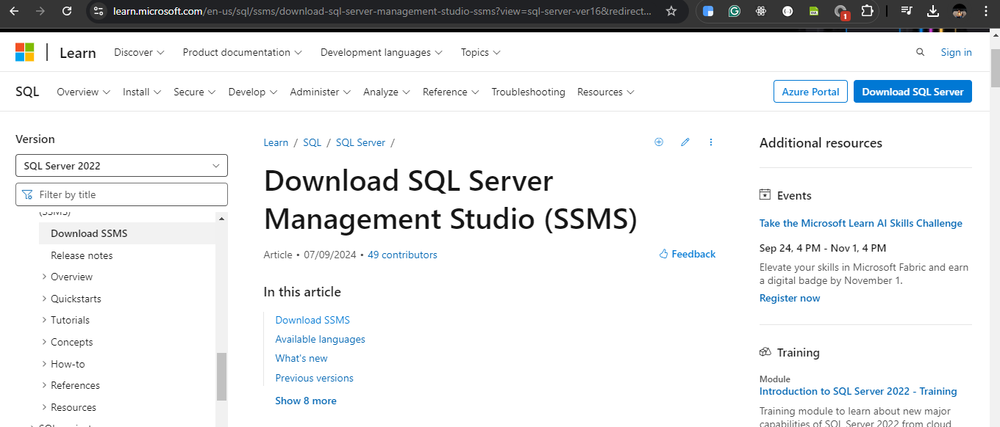 learn.microsoft.com/en-us/sql/ssms/download-sql-server-management-studio-ssms?view=sql-server-ver16&redirect...
1
Learn Discover Product documentation Development languages Topics Sign in
SQL Overview Install Secure Develop Administer Analyze Reference Troubleshooting Resources Azure Portal Download SQL Server
Version
SQL Server 2022
Filter by title
(SSMS)
Download SSMS
Release notes
Overview
Quickstarts
Tutorials
Concepts
How-to
References
Resources
Learn / SQL / SQL Server /
Download SQL Server
Management Studio (SSMS)
Article • 07/09/2024 • 49 contributors
Feedback
In this article
Download SSMS
Available languages
What's new
Previous versions
Show 8 more
Additional resources
Events
Take the Microsoft Learn AI Skills Challenge
Sep 24, 4 PM - Nov 1, 4 PM
Elevate your skills in Microsoft Fabric and earn
a digital badge by November 1.
Register now
Training
Module
Introduction to SQL Server 2022 - Training
Training module to learn about new major
capabilities of SQL Server 2022 from cloud